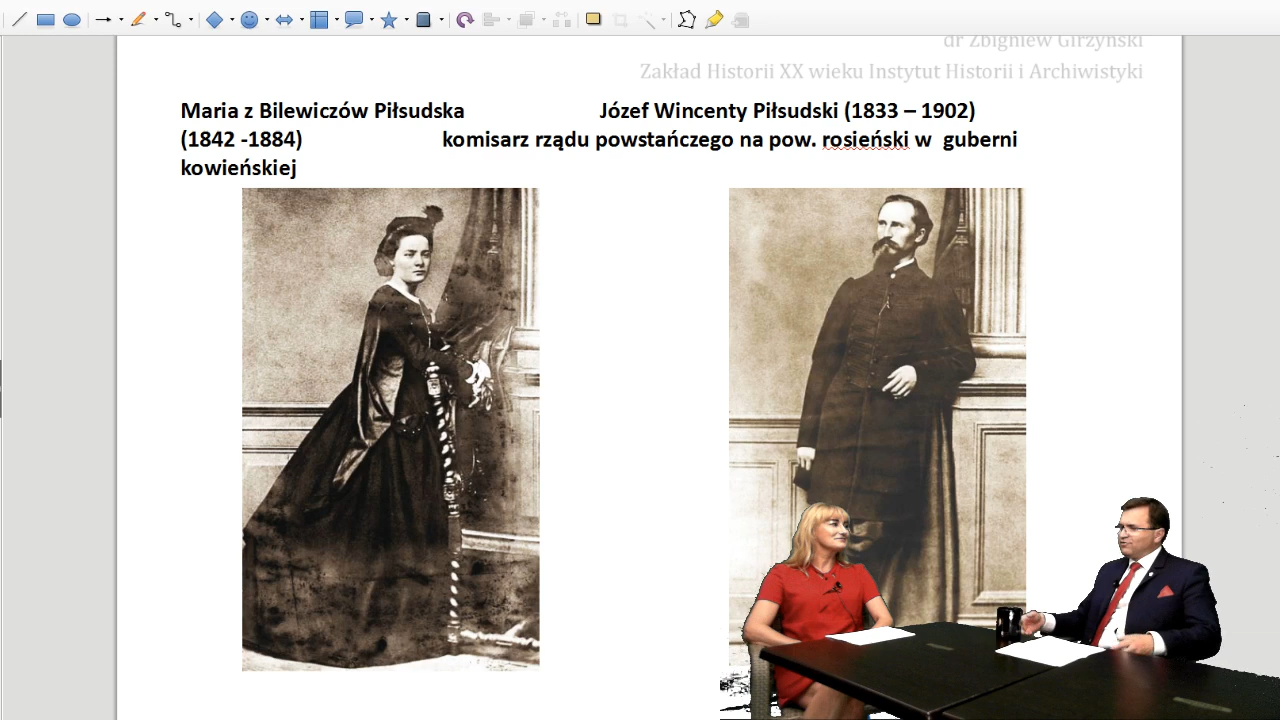 dr Zbigniew Girzyński
Zakład Historii XX wieku Instytut Historii i Archiwistyki
Maria z Bilewiczów Piłsudska Józef Wincenty Piłsudski (1833 – 1902)
(1842 -1884) komisarz rządu powstańczego na pow. rosieński w guberni
kowieńskiej